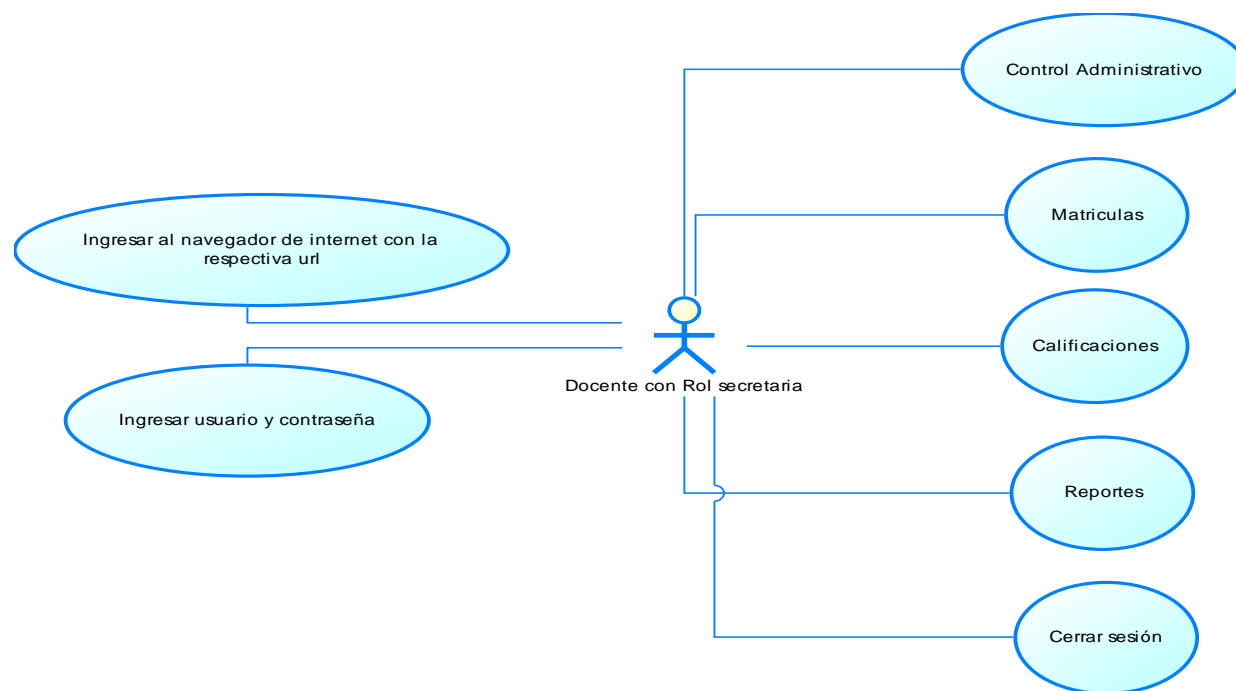 Control Administrativo
Matriculas
Ingresar al navegador de internet con la
respectiva url
Calificaciones
Docente con Rol secretaria
Ingresar usuario y contraseña
Reportes
Cerrar sesión